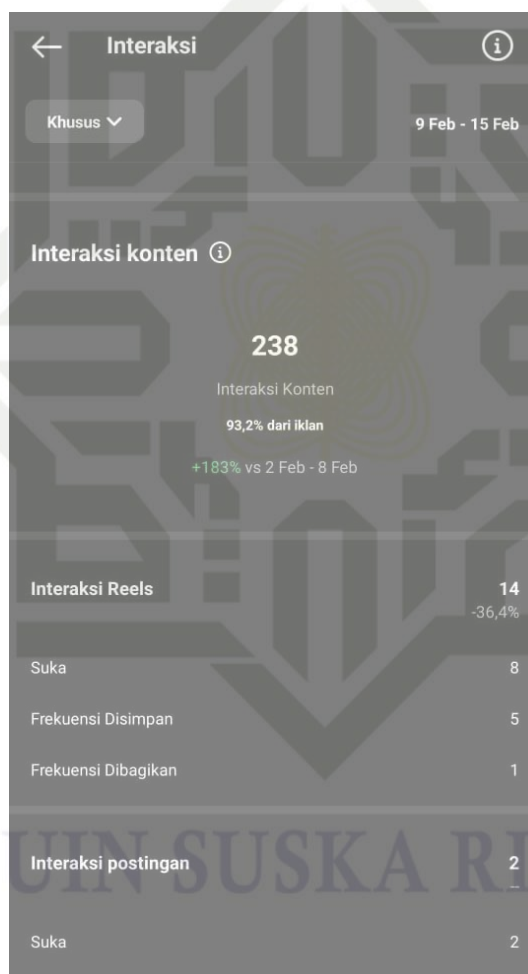 Interaksi
Khusus
9 Feb - 15 Feb
Interaksi konten
238
Interaksi Konten
93,2% dari iklan
+183% vs 2 Feb - 8 Feb
Interaksi Reels 14
-36,4%
Suka 8
Frekuensi Disimpan 5
Frekuensi Dibagikan 1
UIN SUSKA RI
Interaksi postingan 2
--
Suka 2